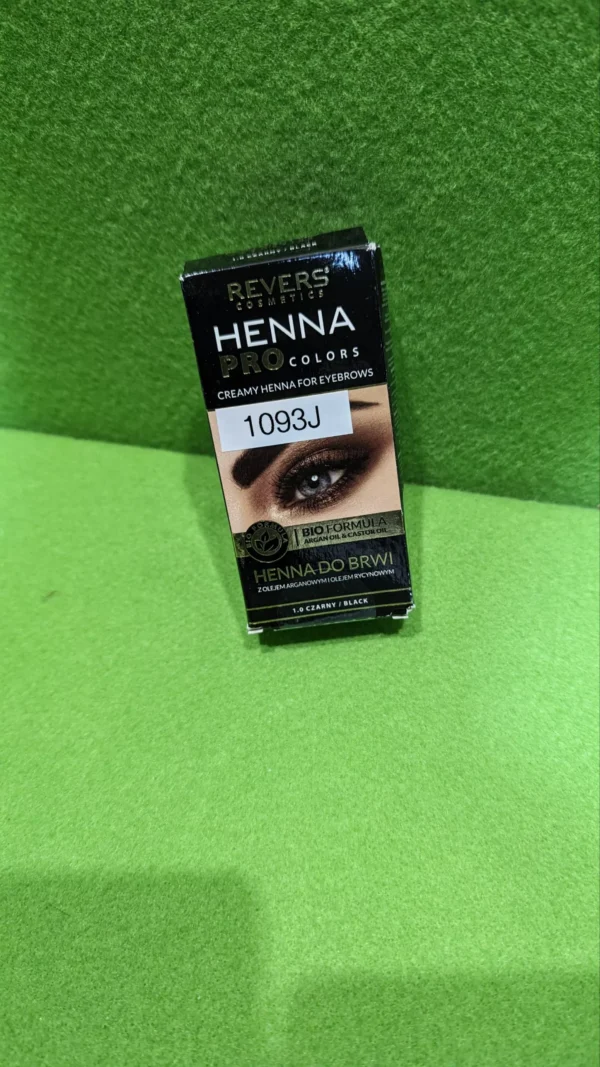 1.0 CZARNY / BLACK
REVERS
COSMETICS
HENNA
PRO COLORS
CREAMY HENNA FOR EYEBROWS
1093J
BIO FORMULA
ARGAN OIL & CASTOR OIL
HENNA DO BRWI
Z OLEJEM ARGANOWYM I OLEJEM RYCYNOWYM
1.0 CZARNY / BLACK